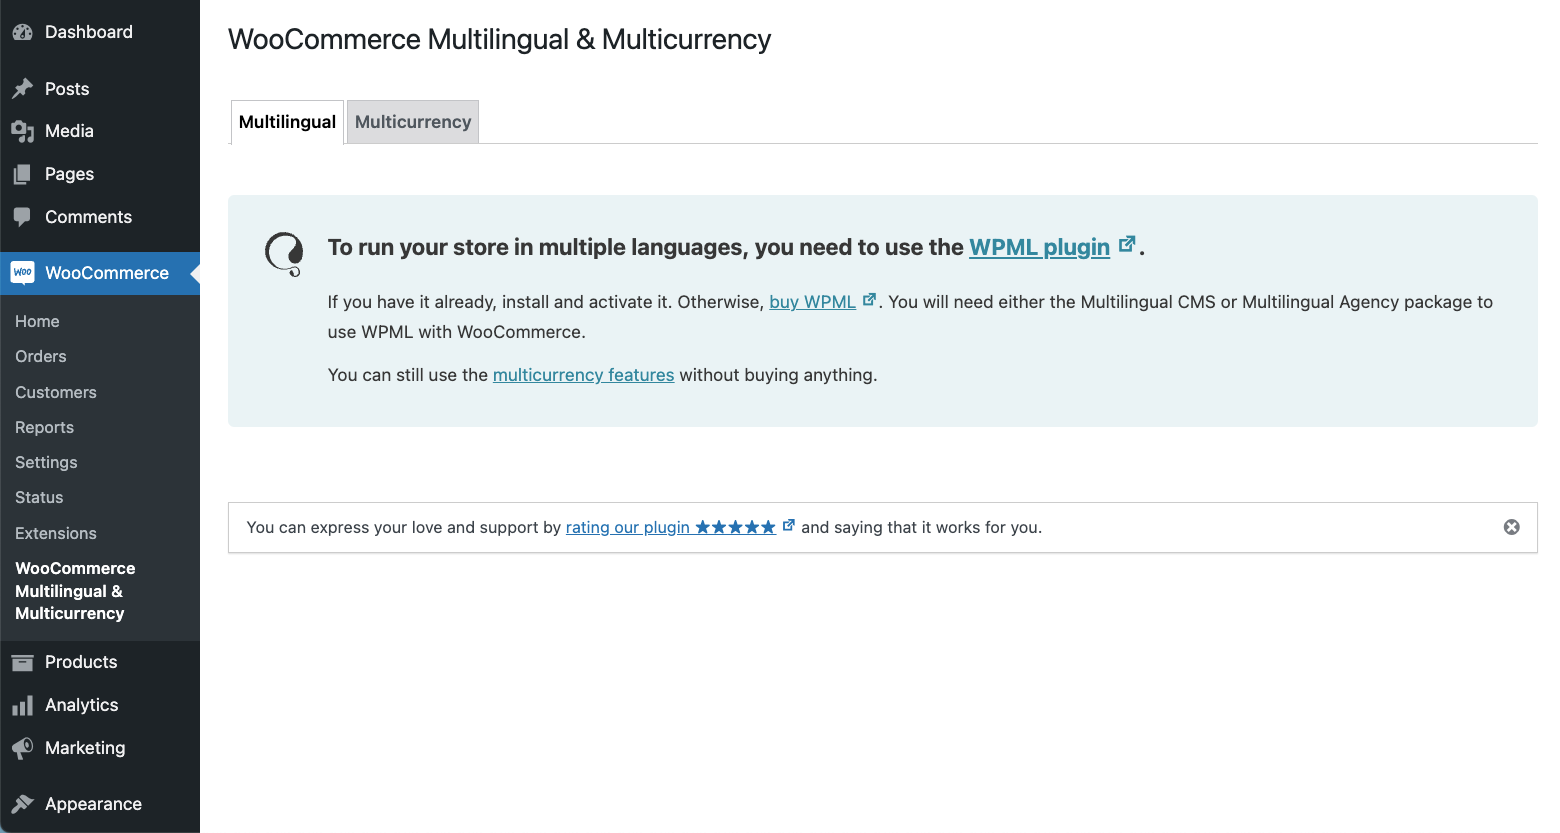 Dashboard
Posts
Media
Pages
Comments
Woo WooCommerce
Home
Orders
Customers
Reports
Settings
Status
Extensions
WooCommerce
Multilingual &
Multicurrency
Products
Analytics
Marketing
Appearance
WooCommerce Multilingual & Multicurrency
Multilingual Multicurrency
To run your store in multiple languages, you need to use the WPML plugin.
If you have it already, install and activate it. Otherwise, buy WPML. You will need either the Multilingual CMS or Multilingual Agency package to
use WPML with WooCommerce.
You can still use the multicurrency features without buying anything.
You can express your love and support by rating our plugin ★★★★★ and saying that it works for you.